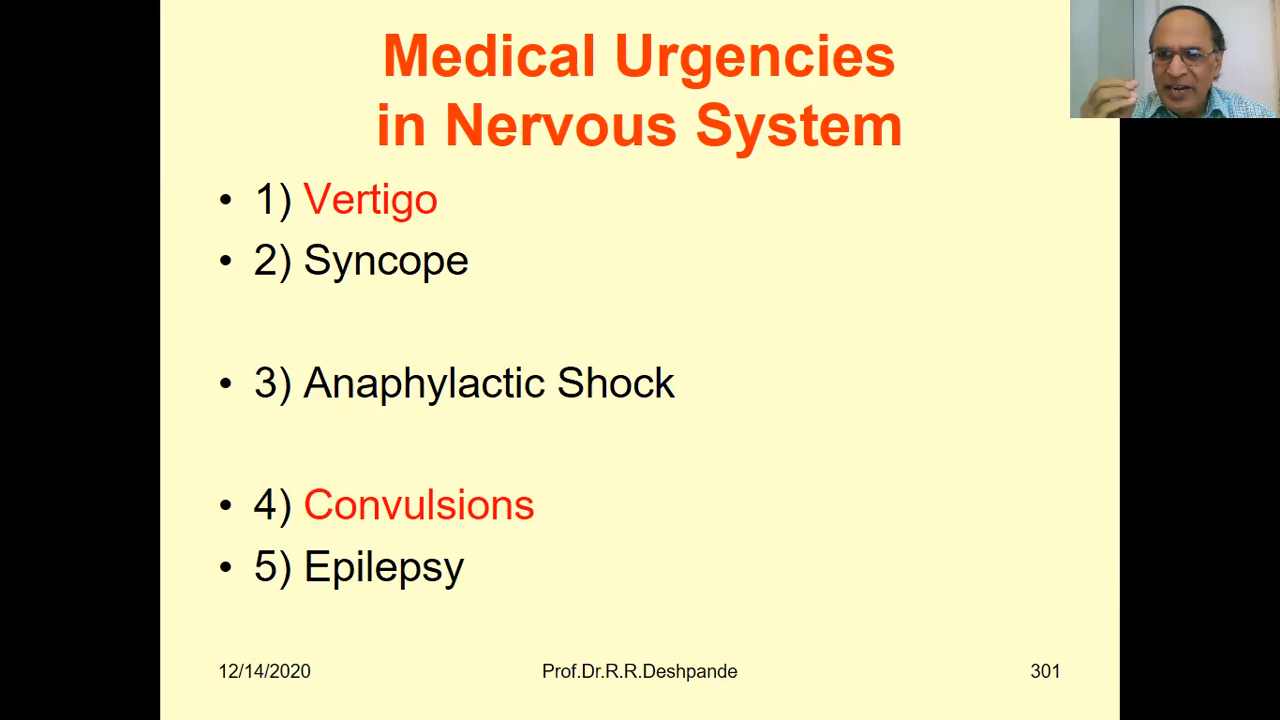 Medical Urgencies
in Nervous System
• 1) Vertigo
• 2) Syncope
• 3) Anaphylactic Shock
• 4) Convulsions
• 5) Epilepsy
12/14/2020 Prof.Dr.R.R.Deshpande 301